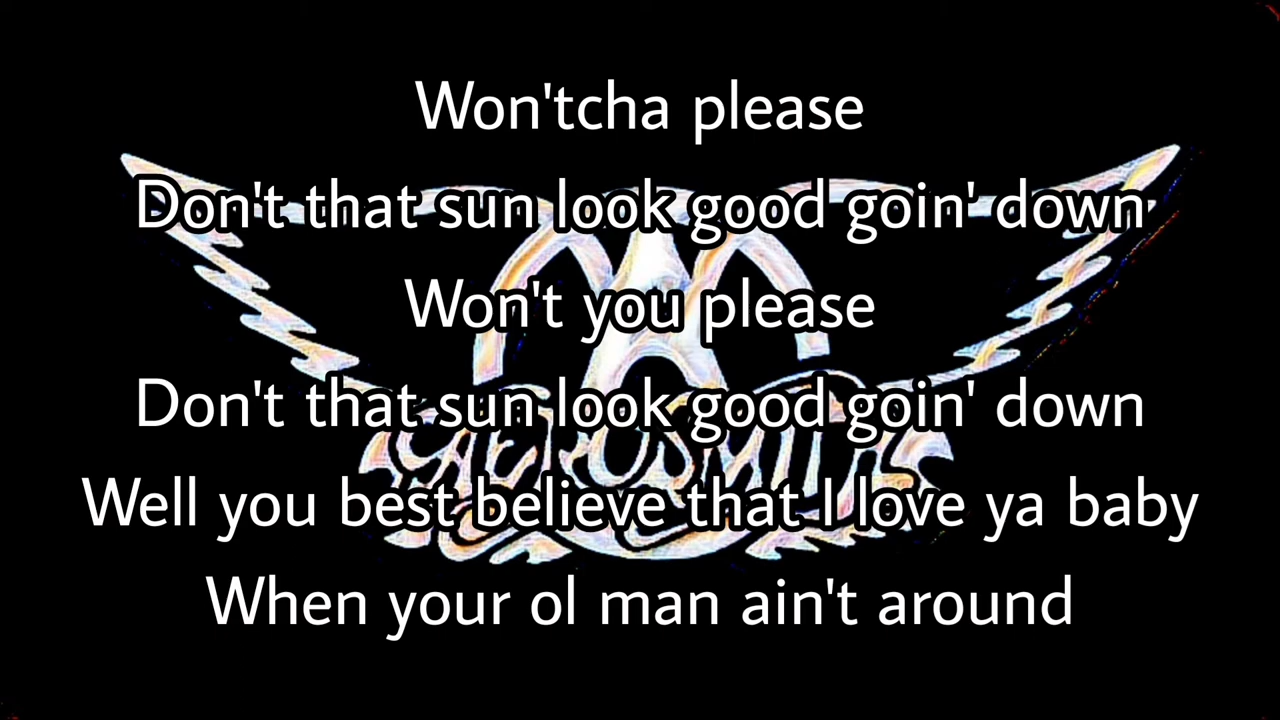 Won'tcha please
Don't that sun look good goin' down
Won't you please
Don't that sun look good goin' down
AEROSMITH
Well you best believe that I love ya baby
When your ol man ain't around